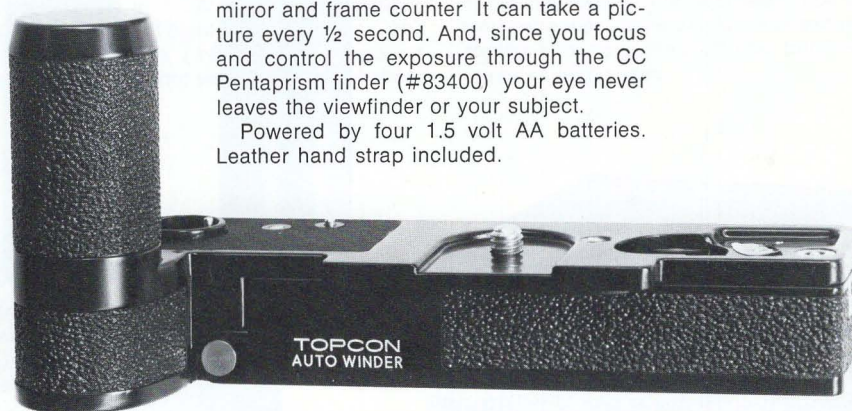 mirror and frame counter It can take a pic-
ture every ½ second. And, since you focus
and control the exposure through the CC
Pentaprism finder (#83400) your eye never
leaves the viewfinder or your subject.
Powered by four 1.5 volt AA batteries.
Leather hand strap included.
TOPCON
AUTO WINDER